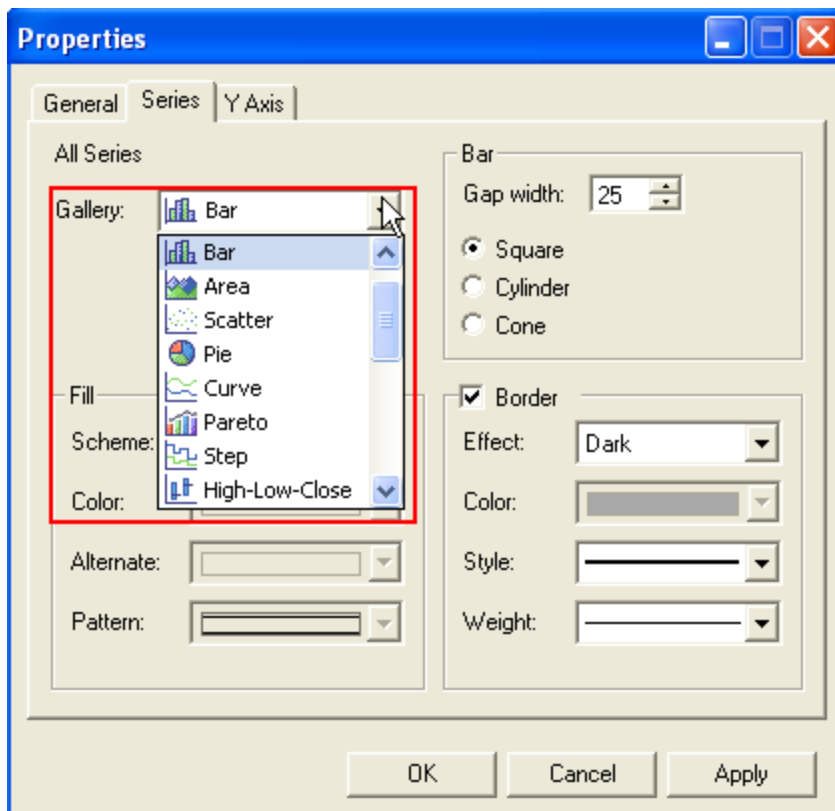 Properties
General
Series
Y Axis
All Series
Gallery:
Bar
Bar
Area
Scatter
Pie
Curve
Pareto
Step
High-Low-Close
Bar
Gap width:
25
Square
Cylinder
Cone
Fill
Scheme:
Color:
Alternate:
Pattern:
Border
Effect:
Dark
Color:
Style:
Weight:
OK
Cancel
Apply